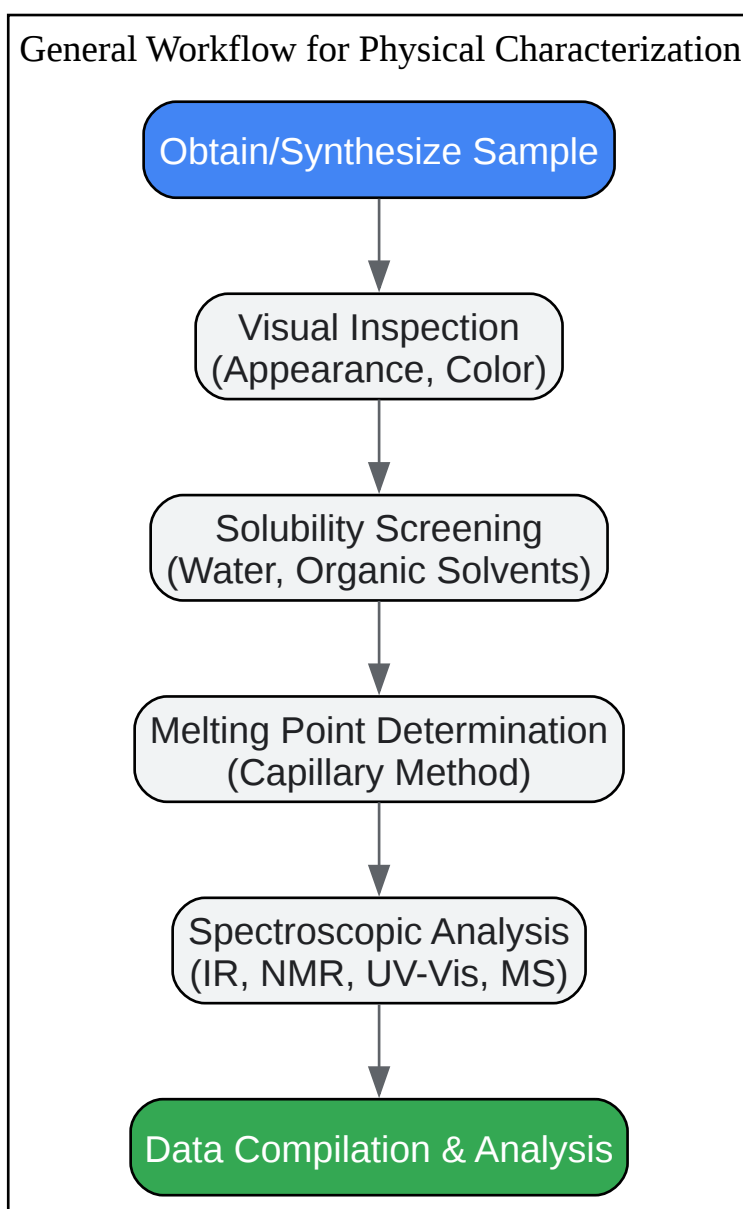 General Workflow for Physical Characterization
Obtain/Synthesize Sample
Visual Inspection
(Appearance, Color)
Solubility Screening
(Water, Organic Solvents)
Melting Point Determination
(Capillary Method)
Spectroscopic Analysis
(IR, NMR, UV-Vis, MS)
Data Compilation & Analysis